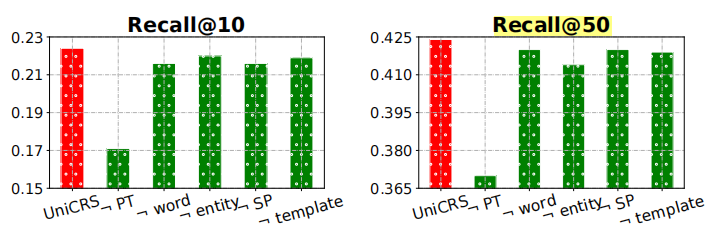 Recall@10
0.23
0.21
0.19
0.17
0.15
UniCRS
¬ PT
¬ word
¬ entity
¬ SP
¬ template
Recall@50
0.425
0.410
0.395
0.380
0.365
UniCRS
¬ PT
¬ word
¬ entity
¬ SP
¬ template